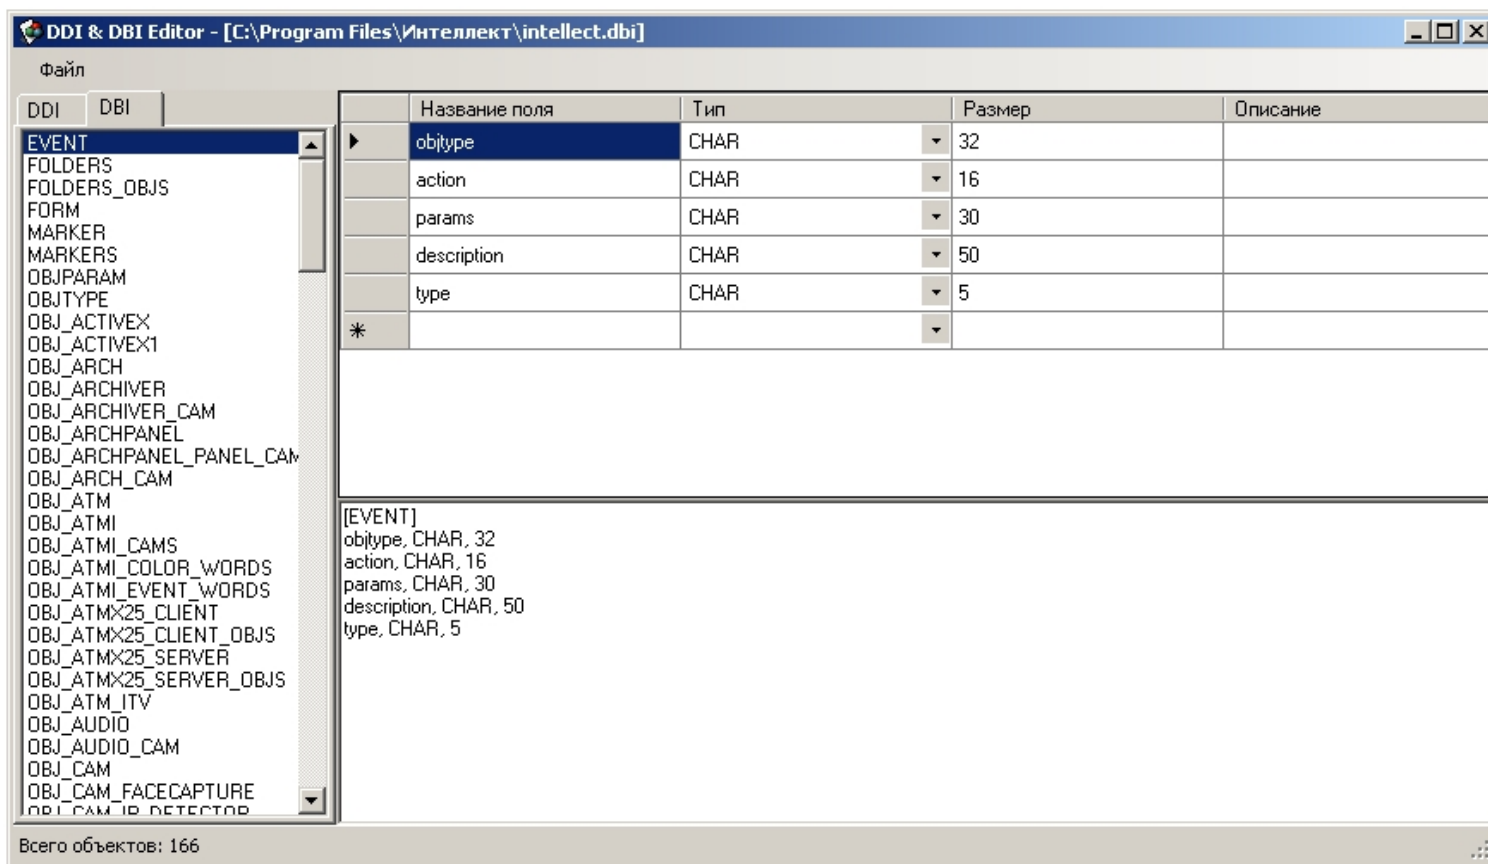 DDI & DBI Editor - [C:\Program Files\Интеллект\intellect.dbi]
Файл
DDI DBI
EVENT
FOLDERS
FOLDERS_OBJS
FORM
MARKER
MARKERS
OBJPARAM
OBJTYPE
OBJ_ACTIVEX
OBJ_ACTIVEX1
OBJ_ARCH
OBJ_ARCHIVER
OBJ_ARCHIVER_CAM
OBJ_ARCHPANEL
OBJ_ARCHPANEL_PANEL_CAM
OBJ_ARCH_CAM
OBJ_ATM
OBJ_ATMI
OBJ_ATMI_CAMS
OBJ_ATMI_COLOR_WORDS
OBJ_ATMI_EVENT_WORDS
OBJ_ATMX25_CLIENT
OBJ_ATMX25_CLIENT_OBJS
OBJ_ATMX25_SERVER
OBJ_ATMX25_SERVER_OBJS
OBJ_ATM_ITV
OBJ_AUDIO
OBJ_AUDIO_CAM
OBJ_CAM
OBJ_CAM_FACECAPTURE
OBJ_CAM_IR_DETECTOR
Название поля Тип Размер Описание
objtype CHAR 32
action CHAR 16
params CHAR 30
description CHAR 50
type CHAR 5
[EVENT]
objtype, CHAR, 32
action, CHAR, 16
params, CHAR, 30
description, CHAR, 50
type, CHAR, 5
Всего объектов: 166